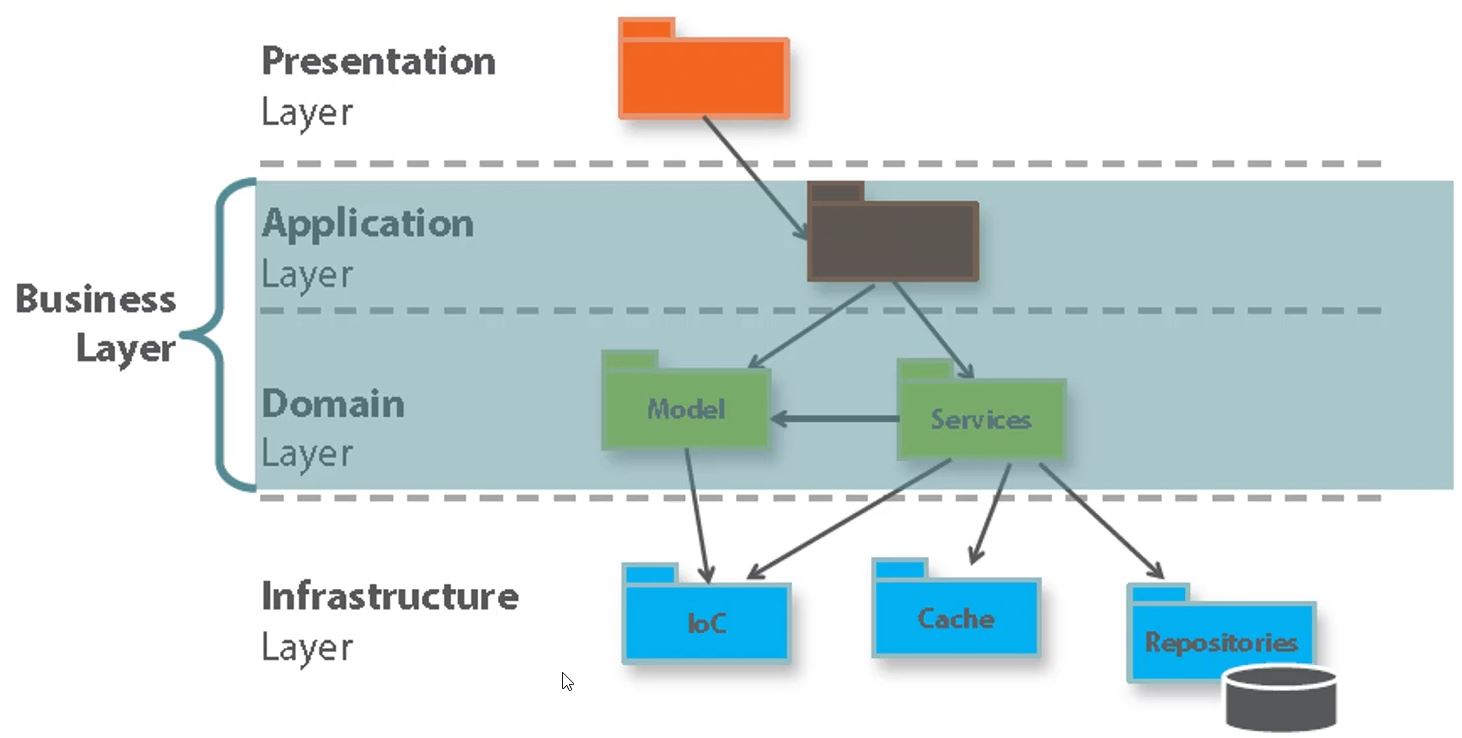 Presentation
Layer
Application
Layer
Business
Layer
Domain
Layer
Model
Services
Infrastructure
Layer
IoC
Cache
Repositories